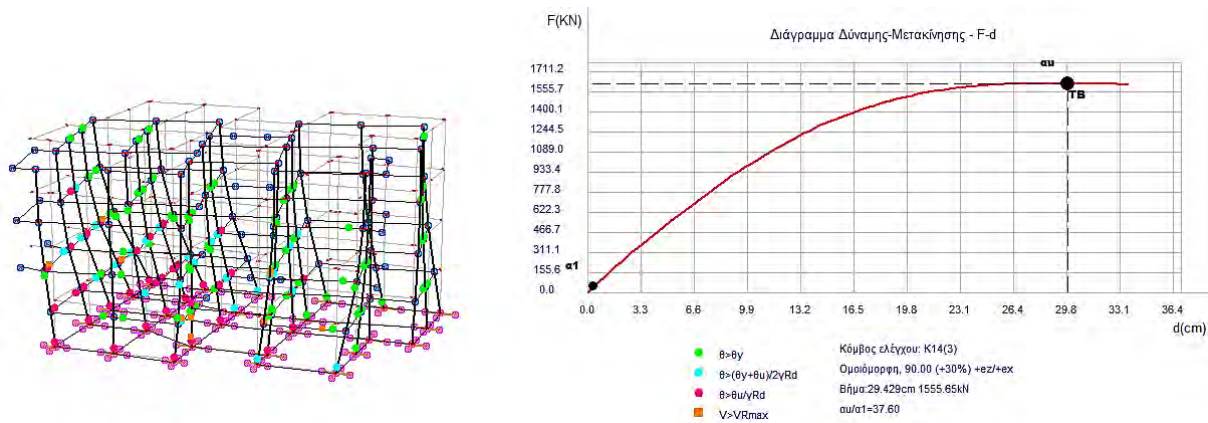 F(KN)
Διάγραμμα Δύναμης-Μετακίνησης - F-d
αu
1711.2
1555.7
TB
1400.1
1244.5
1089.0
933.4
777.8
622.3
466.7
311.1
α1
155.6
0.0
0.0 3.3 6.6 9.9 13.2 16.5 19.8 23.1 26.4 29.8 33.1 36.4
d(cm)
θ>θy
θ>(θy+θu)/2γRd
θ>θu/γRd
V>VRmax
Κόμβος ελέγχου: K14(3)
Ομοιόμορφη, 90.00 (+30%) +ez/+ex
Βήμα:29.429cm 1555.65kN
αu/α1=37.60